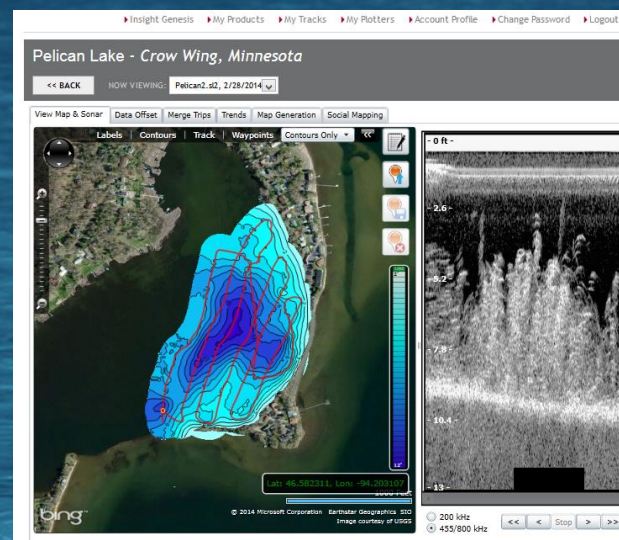 Insight Genesis My Products My Tracks My Plotters Account Profile Change Password Logout
Pelican Lake - Crow Wing, Minnesota
<< BACK NOW VIEWING: Pelican2.sl2, 2/28/2014
View Map & Sonar Data Offset Merge Trips Trends Map Generation Social Mapping
Labels | Contours | Track | Waypoints Contours Only <<
- 0 ft -
- 2.6 -
- 5.2 -
- 7.8 -
- 10.4 -
- 13 -
12'
Lat: 46.582311, Lon: -94.203107
1000 Feet
bing
© 2014 Microsoft Corporation Earthstar Geographics SIO
Image courtesy of USGS
200 kHz
455/800 kHz << < Stop > >>